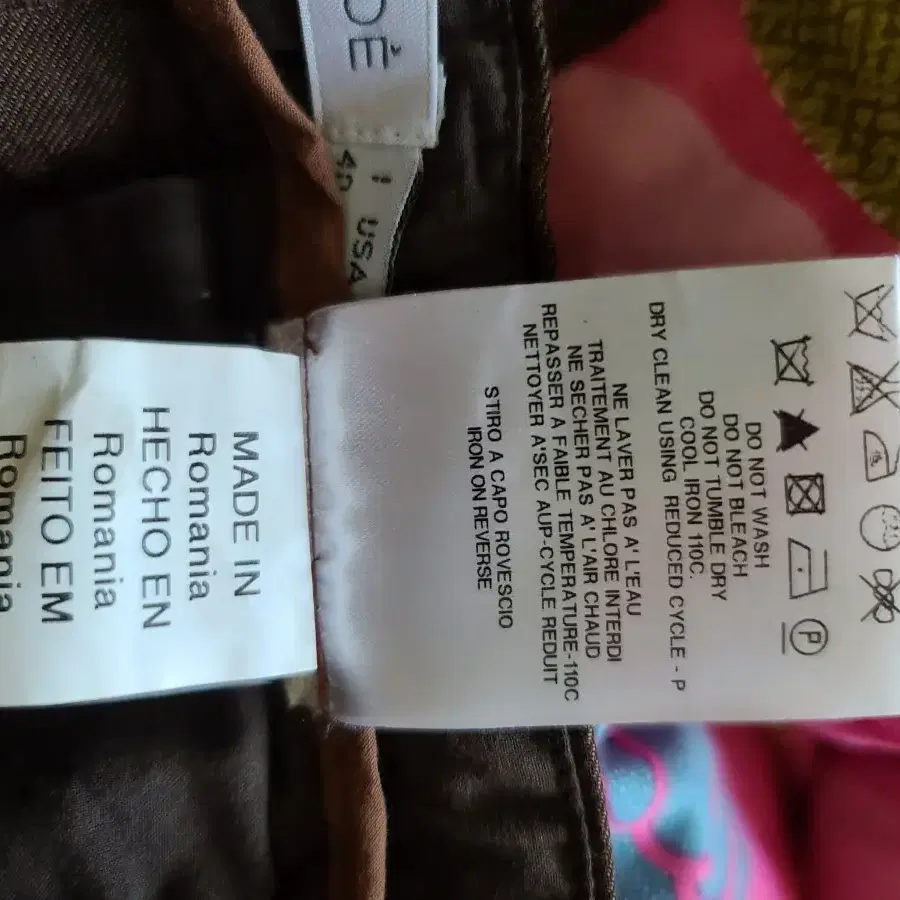 OÉ
40
USA
MADE IN
Romania
HECHO EN
Romania
FEITO EM
Romania
P
DO NOT WASH
DO NOT BLEACH
DO NOT TUMBLE DRY
COOL IRON 110C.
DRY CLEAN USING REDUCED CYCLE - P
NE LAVER PAS A' L'EAU
TRAITEMENT AU CHLORE INTERDI
NE SECHER PAS A' L'AIR CHAUD
REPASSER A FAIBLE TEMPERATURE-110C
NETTOYER A'SEC AUP-CYCLE REDUIT
STIRO A CAPO ROVESCIO
IRON ON REVERSE